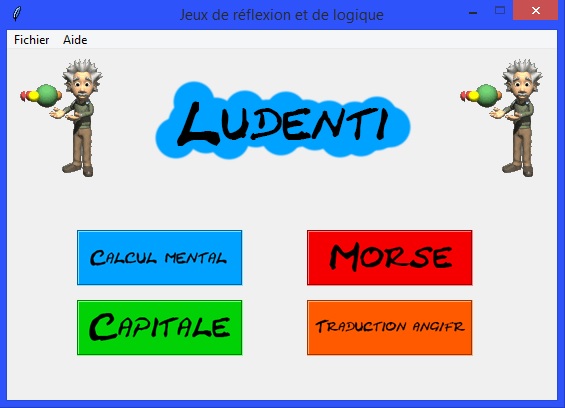 Jeux de réflexion et de logique
Fichier Aide
LUDENTI
CALCUL MENTAL
MORSE
CAPITALE
TRADUCTION ANG/FR